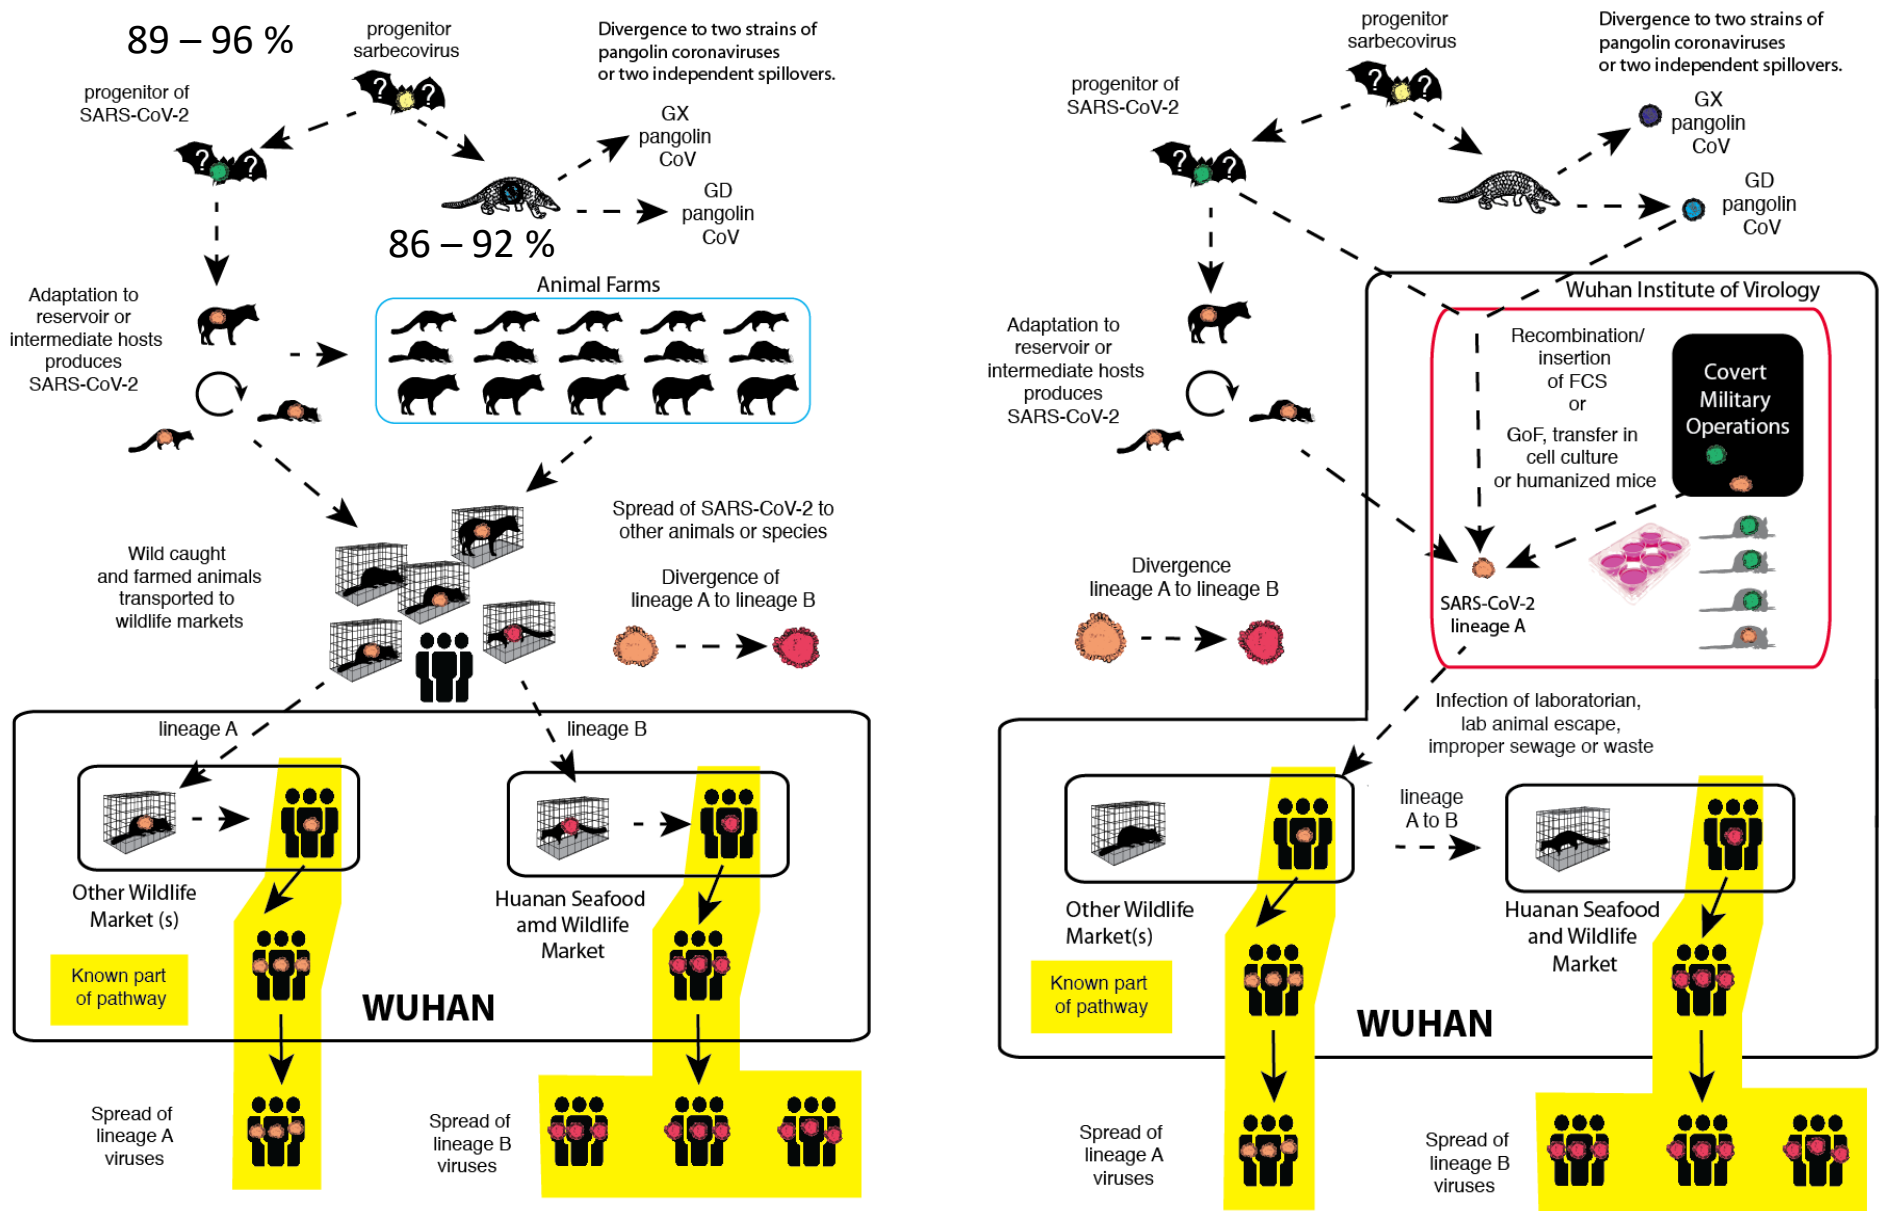 89 – 96 %
progenitor
sarbecovirus
Divergence to two strains of
pangolin coronaviruses
or two independent spillovers.
progenitor of
SARS-CoV-2
? ?
? ?
GX
pangolin
CoV
GD
pangolin
CoV
86 – 92 %
Adaptation to
reservoir or
intermediate hosts
produces
SARS-CoV-2
Animal Farms
Wild caught
and farmed animals
transported to
wildlife markets
Spread of SARS-CoV-2 to
other animals or species
Divergence of
lineage A to lineage B
lineage A
lineage B
Other Wildlife
Market (s)
Huanan Seafood
amd Wildlife
Market
Known part
of pathway
WUHAN
Spread of
lineage A
viruses
Spread of
lineage B
viruses
progenitor
sarbecovirus
Divergence to two strains of
pangolin coronaviruses
or two independent spillovers.
progenitor of
SARS-CoV-2
? ?
? ?
GX
pangolin
CoV
GD
pangolin
CoV
Adaptation to
reservoir or
intermediate hosts
produces
SARS-CoV-2
Wuhan Institute of Virology
Recombination/
insertion
of FCS
or
GoF, transfer in
cell culture
or humanized mice
Covert
Military
Operations
Divergence
lineage A to lineage B
SARS-CoV-2
lineage A
Infection of laboratorian,
lab animal escape,
improper sewage or waste
lineage
A to B
Other Wildlife
Market(s)
Huanan Seafood
and Wildlife
Market
Known part
of pathway
WUHAN
Spread of
lineage A
viruses
Spread of
lineage B
viruses